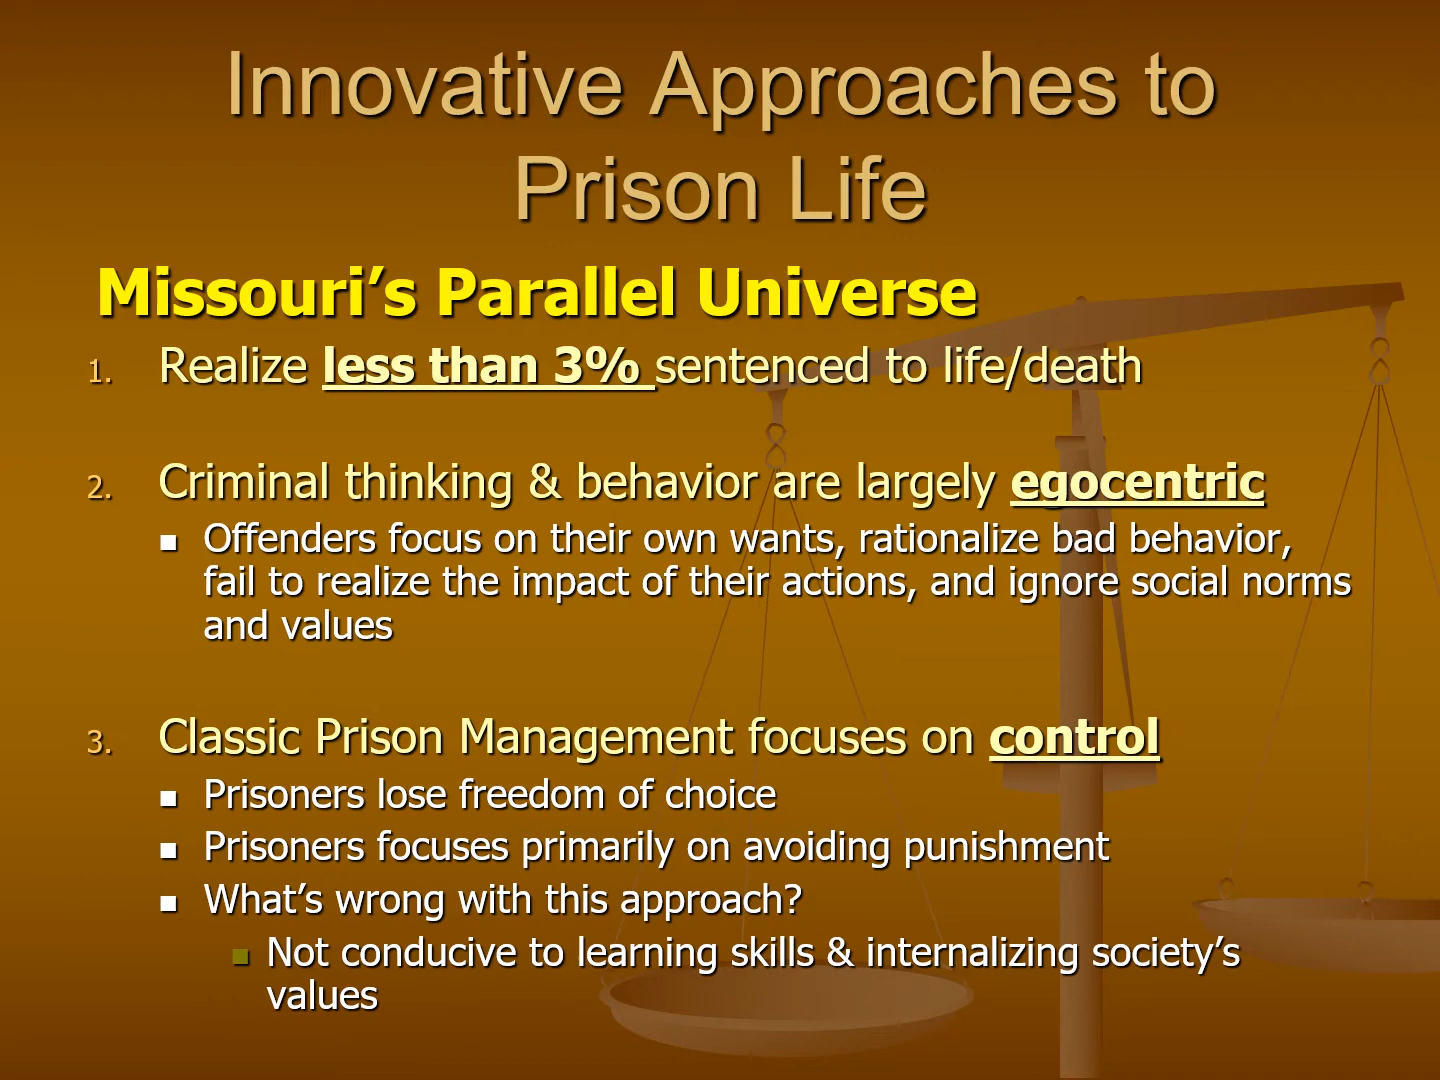 Innovative Approaches to
Prison Life
Missouri’s Parallel Universe
1. Realize less than 3% sentenced to life/death
2. Criminal thinking & behavior are largely egocentric
■ Offenders focus on their own wants, rationalize bad behavior,
fail to realize the impact of their actions, and ignore social norms
and values
3. Classic Prison Management focuses on control
■ Prisoners lose freedom of choice
■ Prisoners focuses primarily on avoiding punishment
■ What’s wrong with this approach?
■ Not conducive to learning skills & internalizing society’s
values